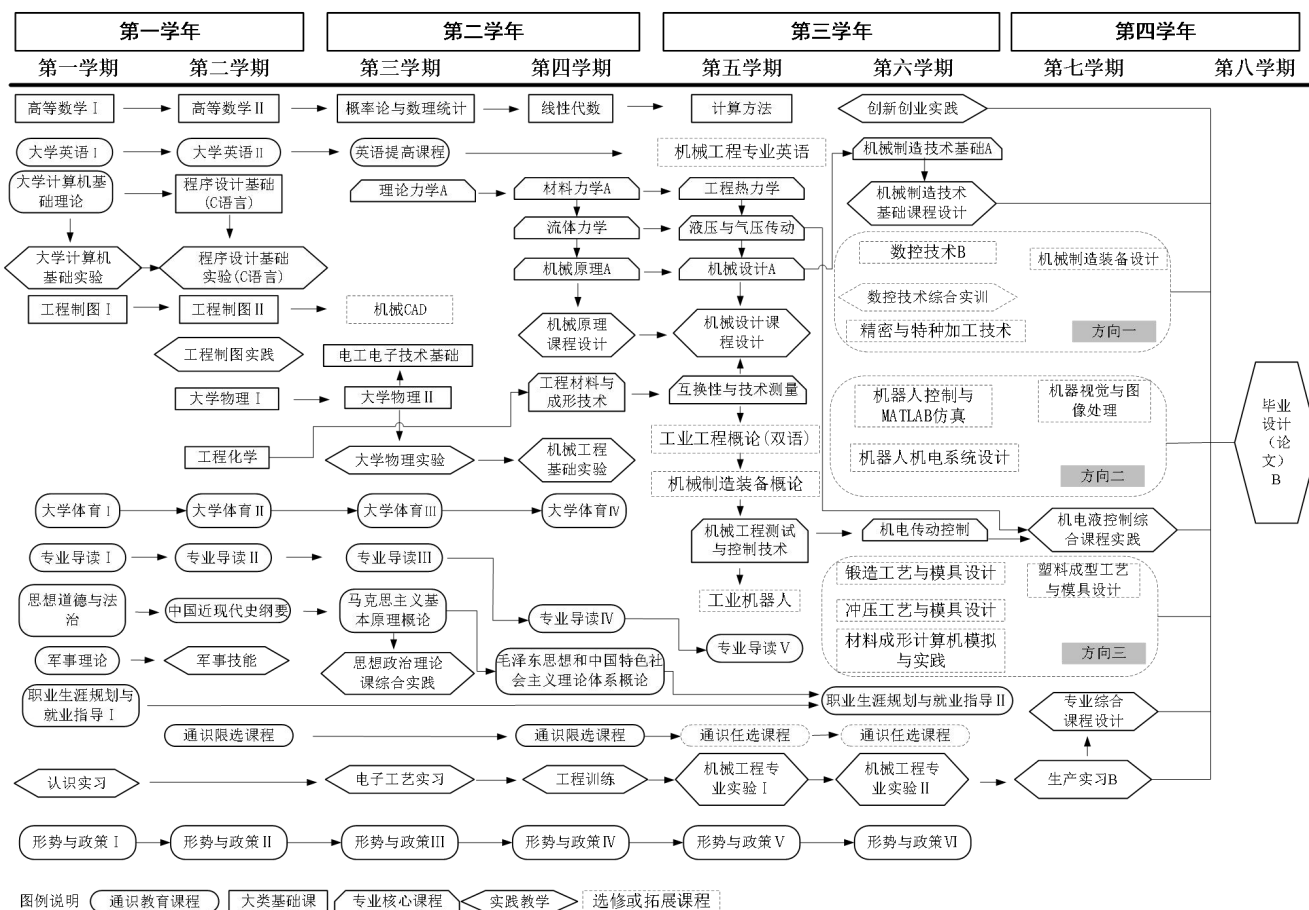 第一学年
第二学年
第三学年
第四学年
第一学期
第二学期
第三学期
第四学期
第五学期
第六学期
第七学期
第八学期
高等数学Ⅰ
高等数学Ⅱ
概率论与数理统计
线性代数
计算方法
创新创业实践
大学英语Ⅰ
大学英语Ⅱ
英语提高课程
机械工程专业英语
机械制造技术基础A
大学计算机基
础理论
程序设计基础
(C语言)
理论力学A
材料力学A
工程热力学
机械制造技术
基础课程设计
流体力学
液压与气压传动
大学计算机
基础实验
程序设计基础
实验(C语言)
机械原理A
机械设计A
数控技术B
机械制造装备设计
数控技术综合实训
精密与特种加工技术
方向一
工程制图Ⅰ
工程制图Ⅱ
机械CAD
机械原理
课程设计
机械设计课
程设计
工程制图实践
电工电子技术基础
大学物理Ⅰ
大学物理Ⅱ
工程材料与
成形技术
互换性与技术测量
机器人控制与
MATLAB仿真
机器视觉与图
像处理
机器人机电系统设计
方向二
毕业
设计
（论
文）
B
工程化学
大学物理实验
机械工程
基础实验
工业工程概论(双语)
机械制造装备概论
大学体育Ⅰ
大学体育Ⅱ
大学体育Ⅲ
大学体育Ⅳ
机械工程测试
与控制技术
机电传动控制
机电液控制综
合课程实践
专业导读Ⅰ
专业导读Ⅱ
专业导读Ⅲ
专业导读Ⅳ
专业导读Ⅴ
工业机器人
锻造工艺与模具设计
塑料成型工艺
与模具设计
冲压工艺与模具设计
材料成形计算机模拟
与实践
方向三
思想道德与法
治
中国近现代史纲要
马克思主义基
本原理概论
军事理论
军事技能
思想政治理论
课综合实践
毛泽东思想和中国特色社
会主义理论体系概论
职业生涯规划与
就业指导Ⅰ
职业生涯规划与就业指导Ⅱ
专业综合
课程设计
通识限选课程
通识限选课程
通识任选课程
通识任选课程
认识实习
电子工艺实习
工程训练
机械工程专
业实验Ⅰ
机械工程专
业实验Ⅱ
生产实习B
形势与政策Ⅰ
形势与政策Ⅱ
形势与政策Ⅲ
形势与政策Ⅳ
形势与政策Ⅴ
形势与政策Ⅵ
图例说明
通识教育课程
大类基础课
专业核心课程
实践教学
选修或拓展课程